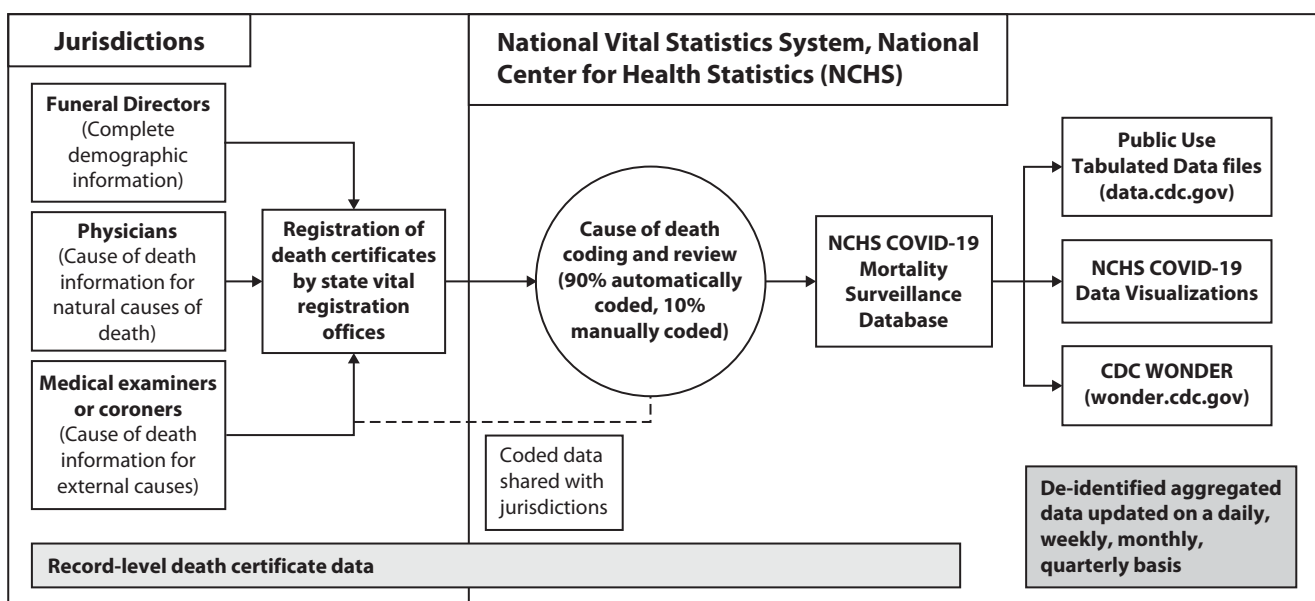 Jurisdictions
National Vital Statistics System, National
Center for Health Statistics (NCHS)
Funeral Directors
(Complete
demographic
information)
Physicians
(Cause of death
information for
natural causes of
death)
Medical examiners
or coroners
(Cause of death
information for
external causes)
Registration of
death certificates
by state vital
registration
offices
Cause of death
coding and review
(90% automatically
coded, 10%
manually coded)
Coded data
shared with
jurisdictions
NCHS COVID-19
Mortality
Surveillance
Database
Public Use
Tabulated Data files
(data.cdc.gov)
NCHS COVID-19
Data Visualizations
CDC WONDER
(wonder.cdc.gov)
De-identified aggregated
data updated on a daily,
weekly, monthly,
quarterly basis
Record-level death certificate data